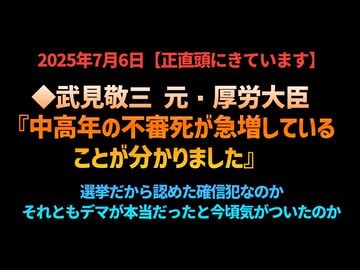 2025年7月6日【正直頭にきています】
◆武見敬三 元・厚労大臣
『中高年の不審死が急増している
ことが分かりました』
選挙だから認めた確信犯なのか
それともデマが本当だったと今頃気がついたのか